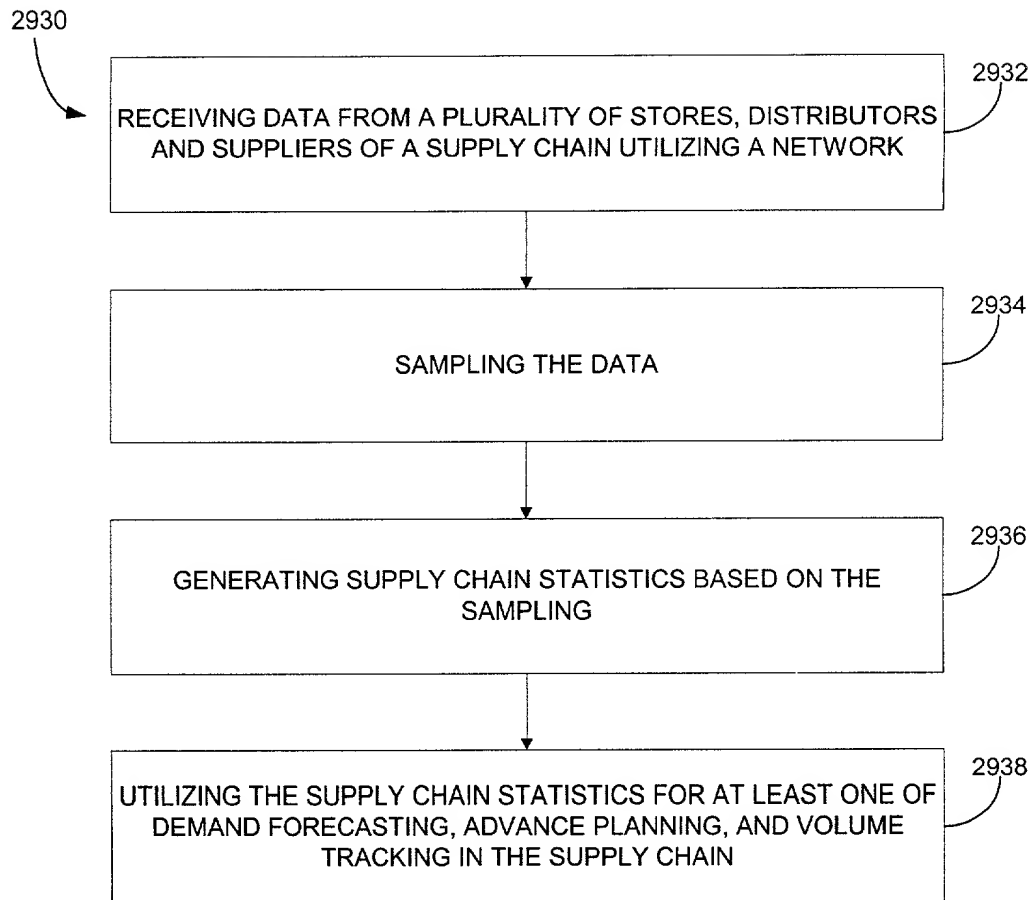 2930
2932
RECEIVING DATA FROM A PLURALITY OF STORES, DISTRIBUTORS
AND SUPPLIERS OF A SUPPLY CHAIN UTILIZING A NETWORK
2934
SAMPLING THE DATA
2936
GENERATING SUPPLY CHAIN STATISTICS BASED ON THE
SAMPLING
2938
UTILIZING THE SUPPLY CHAIN STATISTICS FOR AT LEAST ONE OF
DEMAND FORECASTING, ADVANCE PLANNING, AND VOLUME
TRACKING IN THE SUPPLY CHAIN